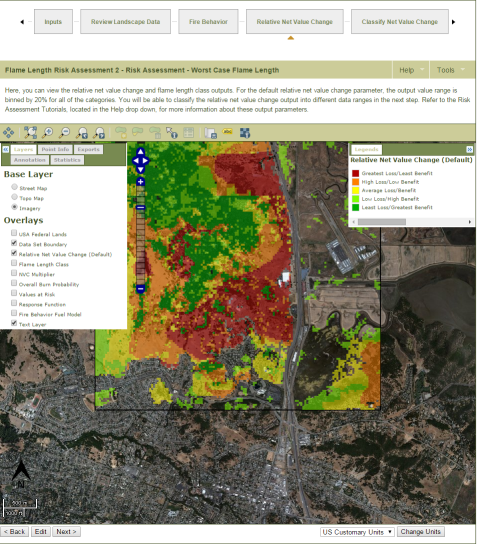 Inputs
Review Landscape Data
Fire Behavior
Relative Net Value Change
Classify Net Value Change
Flame Length Risk Assessment 2 - Risk Assessment - Worst Case Flame Length
Help
Tools
Here, you can view the relative net value change and flame length class outputs. For the default relative net value change parameter, the output value range is
binned by 20% for all of the categories. You will be able to classify the relative net value change output into different data ranges in the next step. Refer to the Risk
Assessment Tutorials, located in the Help drop down, for more information about these output parameters.
Layers
Point Info
Exports
Annotation
Statistics
Base Layer
Street Map
Topo Map
Imagery
Overlays
USA Federal Lands
Data Set Boundary
Relative Net Value Change (Default)
Flame Length Class
NVC Multiplier
Overall Burn Probability
Values at Risk
Response Function
Fire Behavior Fuel Model
Text Layer
Legends
Relative Net Value Change (Default)
Greatest Loss/Least Benefit
High Loss/Low Benefit
Average Loss/Benefit
Low Loss/High Benefit
Least Loss/Greatest Benefit
N
500 m
1000 ft
< Back
Edit
Next >
US Customary Units
Change Units